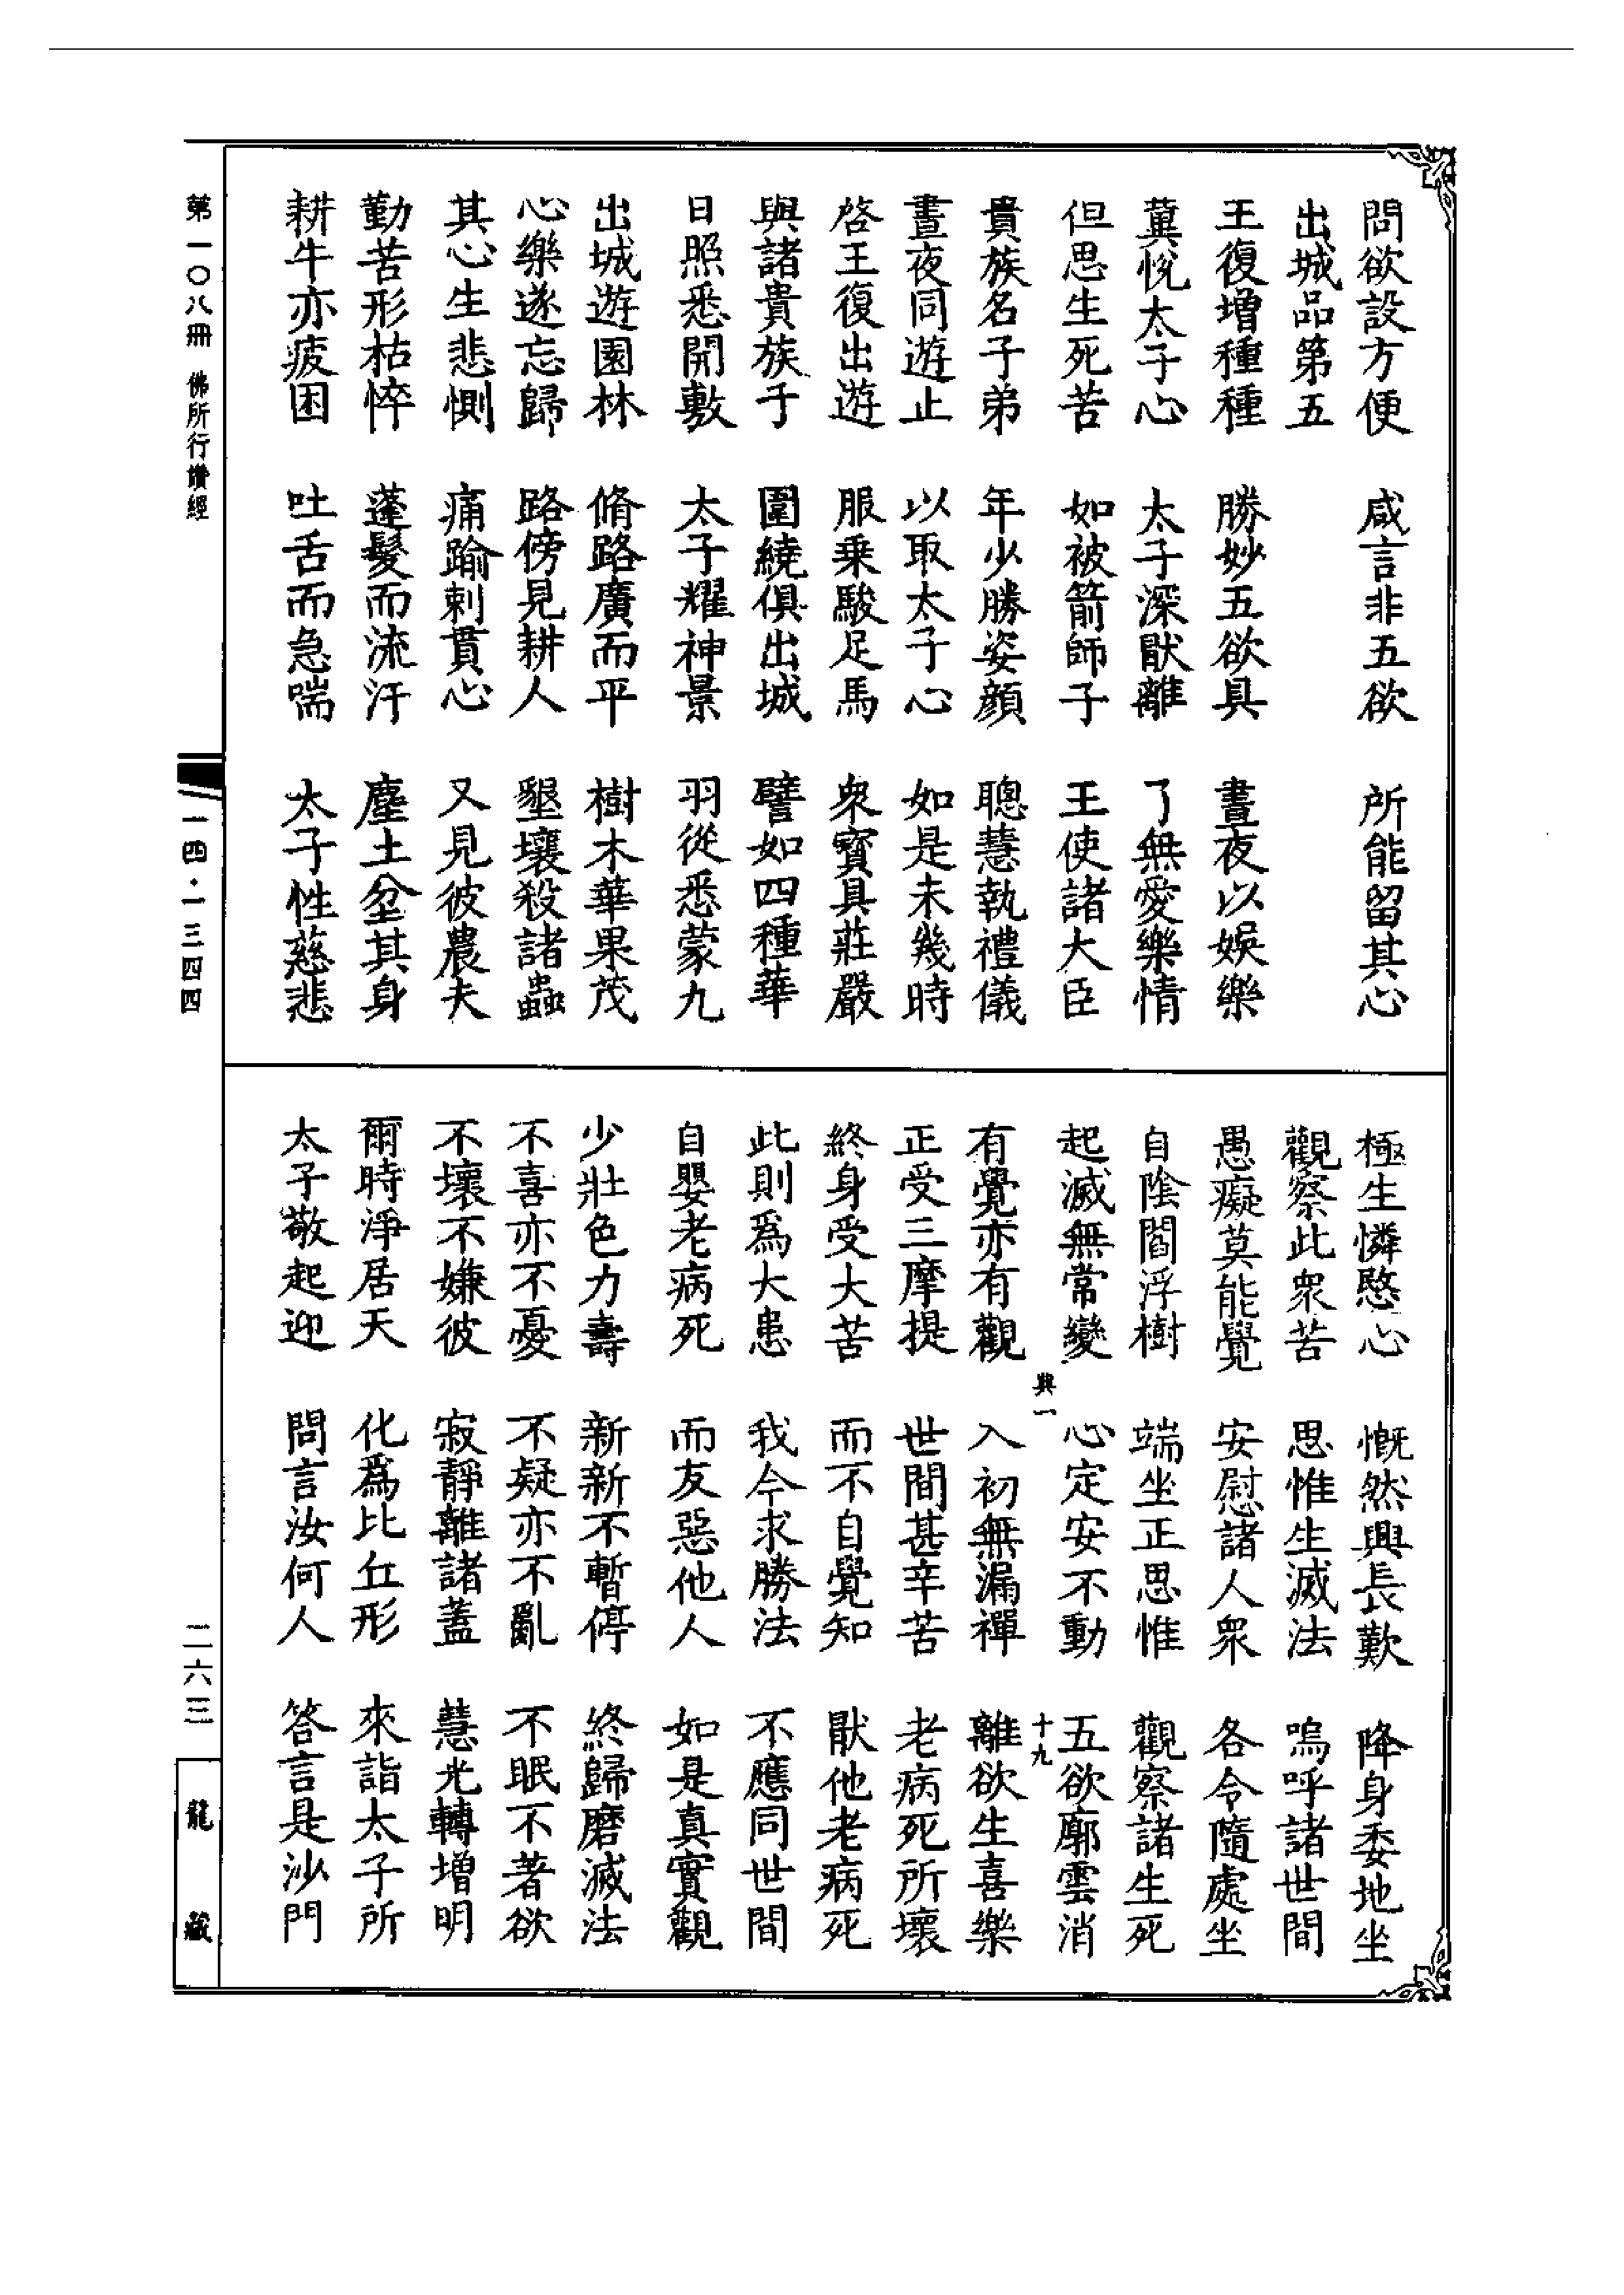 問欲設方便 咸言非五欲 所能留其心
出城品第五
王復增種種 勝妙五欲具 晝夜以娛樂
冀悅太子心 太子深厭離 了無愛樂情
但思生死苦 如被箭師子 王使諸大臣
貴族名子弟 年少勝姿顏 聰慧執禮儀
晝夜同遊止 以取太子心 如是未幾時
啓王復出遊 服乘駿足馬 衆寶具莊嚴
與諸貴族子 圍繞俱出城 譬如四種華
日照悉開敷 太子耀神景 羽從悉蒙九
出城遊園林 脩路廣而平 樹木華果茂
心樂遂忘歸 路傍見耕人 墾壤殺諸蟲
其心生悲惻 痛踰刺貫心 又見彼農夫
勤苦形枯悴 蓬髮而流汗 塵土坌其身
耕牛亦疲困 吐舌而急喘 太子性慈悲
極生憐愍心 慨然興長歎 降身委地坐
觀察此衆苦 思惟生滅法 嗚呼諸世間
愚癡莫能覺 安慰諸人衆 各令隨處坐
自陰閻浮樹 端坐正思惟 觀察諸生死
起滅無常變 心定安不動 五欲廓雲消
典一 十九
有覺亦有觀 入初無漏禪 離欲生喜樂
正受三摩提 世間甚辛苦 老病死所壞
終身受大苦 而不自覺知 厭他老病死
此則爲大患 我今求勝法 不應同世間
自嬰老病死 而友惡他人 如是真實觀
少壯色力壽 新新不暫停 終歸磨滅法
不喜亦不憂 不疑亦不亂 不眠不著欲
不壞不嫌彼 寂靜離諸蓋 慧光轉增明
爾時淨居天 化爲比丘形 來詣太子所
太子敬起迎 問言汝何人 答言是沙門
第一〇八冊 佛所行讚經
一四·一三四四
二六三
龍藏